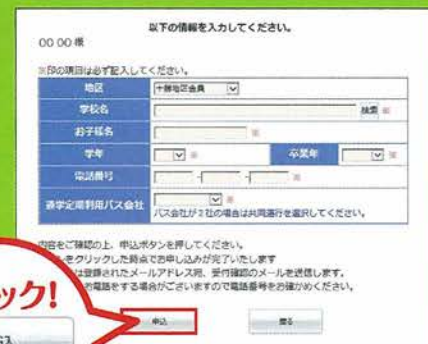 以下の情報を入力してください。
00 00 様
※印の項目は必ず記入してください。
地区 十勝地区会員
学校名 検索 ※
お子様名 ※
学年 ※ 卒業年 ※
電話番号 - - ※
通学定期利用バス会社 ※
バス会社が2社の場合は共同運行を選択してください。
内容をご確認の上、申込ボタンを押してください。
をクリックした時点でお申し込みが完了いたします
は登録されたメールアドレス宛、受付確認のメールを送信します。
お電話をする場合がございますので電話番号をお確かめください。
ック!
申込 戻る